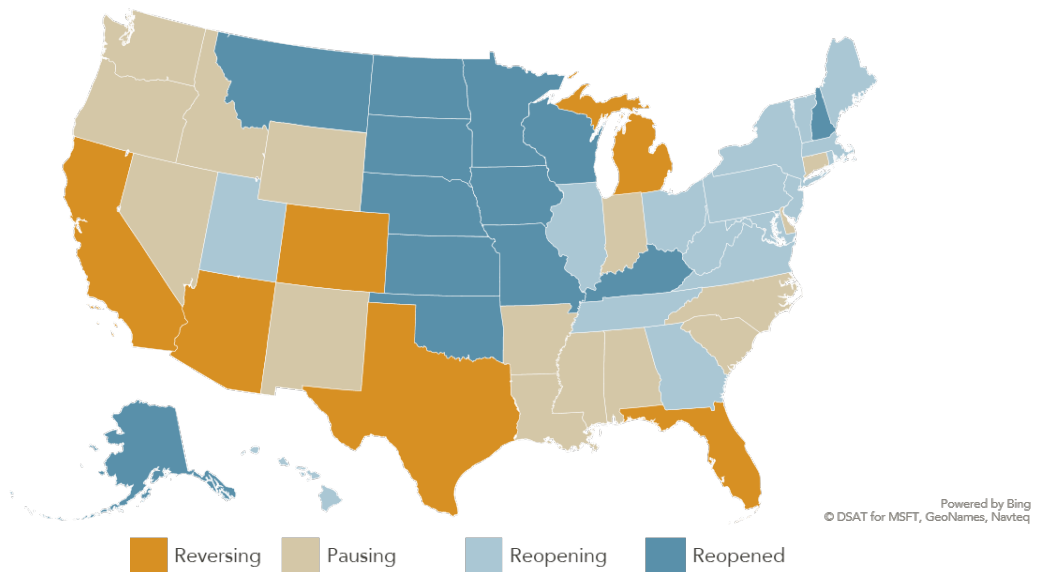 Powered by Bing
© DSAT for MSFT, GeoNames, Navteq
Reversing Pausing Reopening Reopened